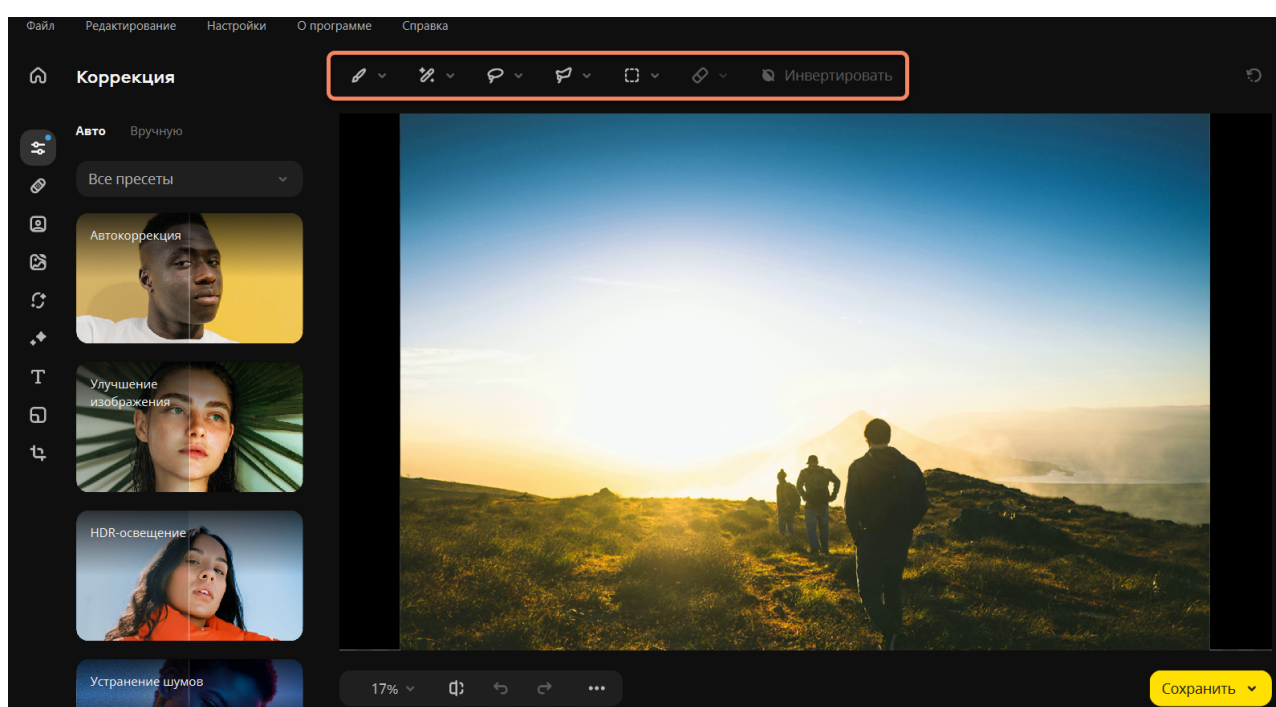 Файл Редактирование Настройки О программе Справка
Коррекция
Инвертировать
Авто Вручную
Все пресеты
Автокоррекция
Улучшение
изображения
HDR-освещение
Устранение шумов
17%
Сохранить